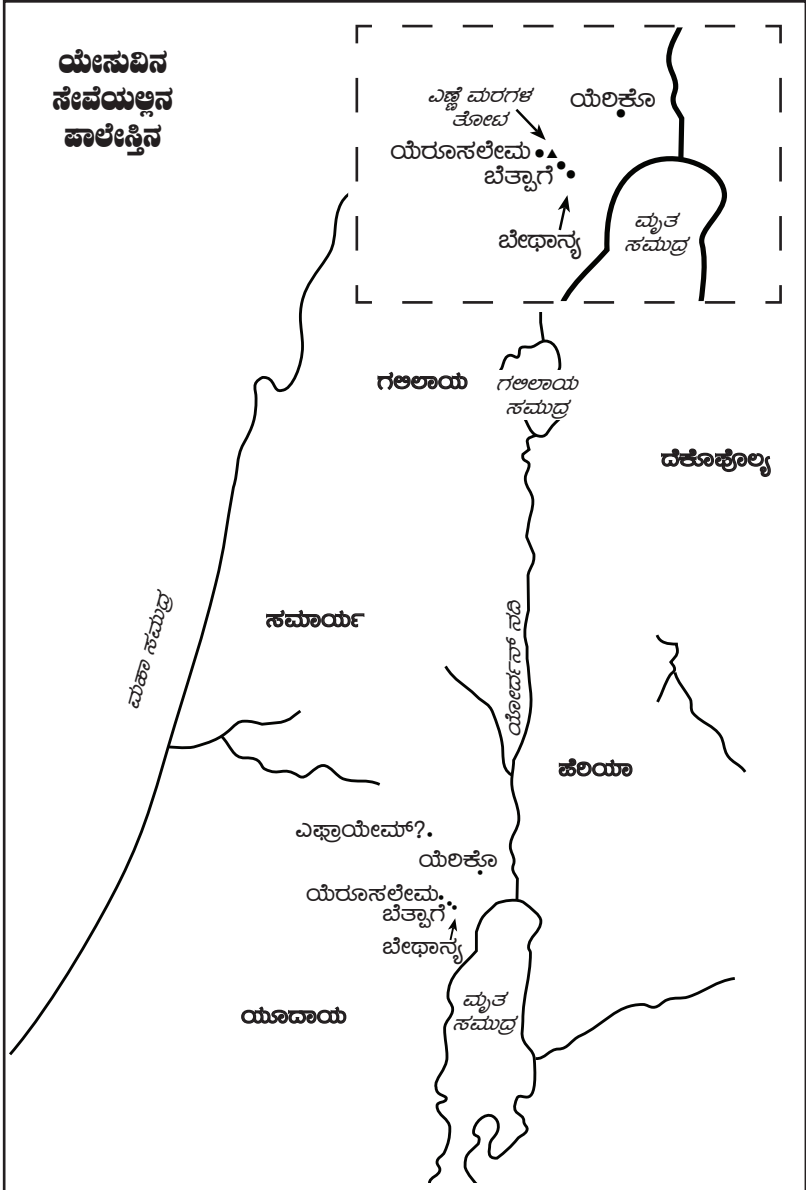 ಯೇಸುವಿನ
ಸೇವೆಯಲ್ಲಿನ
ಪಾಲೇಸ್ತಿನ
ಎಣ್ಣೆ ಮರಗಳ
ತೋಟ
ಯೆರಿಕೊ
ಯೆರೂಸಲೇಮ
ಬೆತ್ಫಾಗೆ
ಬೇಥಾನ್ಯ
ಮೃತ
ಸಮುದ್ರ
ಗಲಿಲಾಯ
ಗಲಿಲಾಯ
ಸಮುದ್ರ
ದೆಕೊಪೊಲ್ಯ
ಮಹಾ ಸಮುದ್ರ
ಸಮಾರ್ಯ
ಯೋರ್ದನ್ ನದಿ
ಪೆರಿಯಾ
ಎಫ್ರಾಯೇಮ್?
ಯೆರಿಕೊ
ಯೆರೂಸಲೇಮ
ಬೆತ್ಫಾಗೆ
ಬೇಥಾನ್ಯ
ಯೂದಾಯ
ಮೃತ
ಸಮುದ್ರ